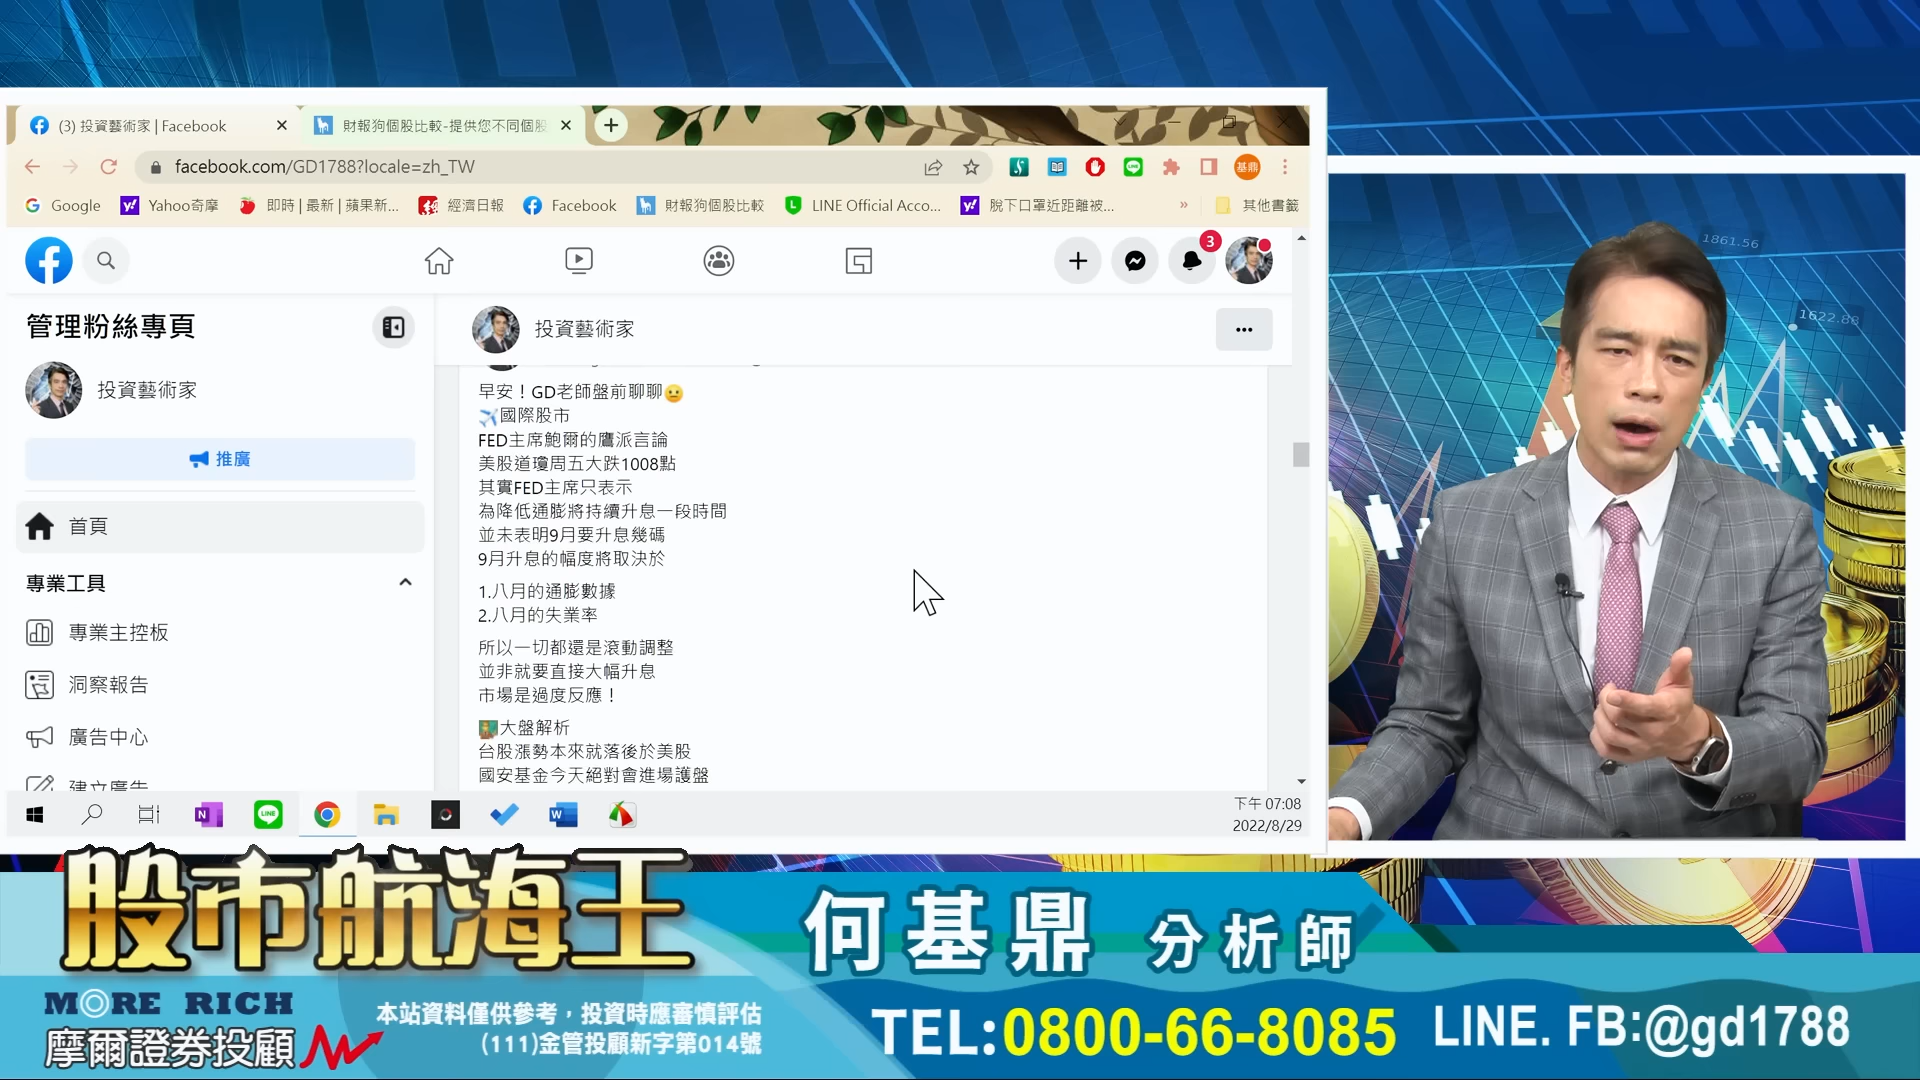 (3) 投資藝術家 | Facebook
財報狗個股比較-提供您不同個股
facebook.com/GD1788?locale=zh_TW
基鼎
Google
Yahoo奇摩
即時 | 最新 | 蘋果新...
經濟日報
Facebook
財報狗個股比較
LINE Official Acco...
脫下口罩近距離被...
其他書籤
3
管理粉絲專頁
投資藝術家
推廣
首頁
專業工具
專業主控板
洞察報告
廣告中心
建立廣告
投資藝術家
早安！GD老師盤前聊聊
國際股市
FED主席鮑爾的鷹派言論
美股道瓊周五大跌1008點
其實FED主席只表示
為降低通膨將持續升息一段時間
並未表明9月要升息幾碼
9月升息的幅度將取決於
1.八月的通膨數據
2.八月的失業率
所以一切都還是滾動調整
並非就要直接大幅升息
市場是過度反應！
大盤解析
台股漲勢本來就落後於美股
國安基金今天絕對會進場護盤
下午 07:08
2022/8/29
1861.56
1622.88
股市航海王
何基鼎 分析師
MORE RICH
摩爾證券投顧
本站資料僅供參考，投資時應審慎評估
(111)金管投顧新字第014號
TEL:0800-66-8085
LINE. FB:@gd1788